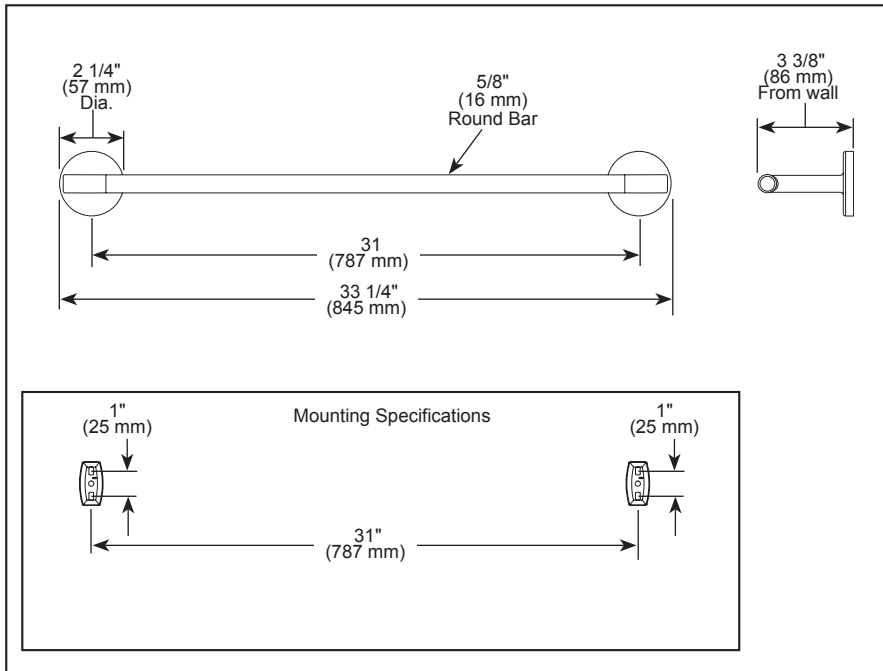 2 1/4"
(57 mm)
Dia.
5/8"
(16 mm)
Round Bar
3 3/8"
(86 mm)
From wall
31
(787 mm)
33 1/4"
(845 mm)
Mounting Specifications
1"
(25 mm)
1"
(25 mm)
31"
(787 mm)